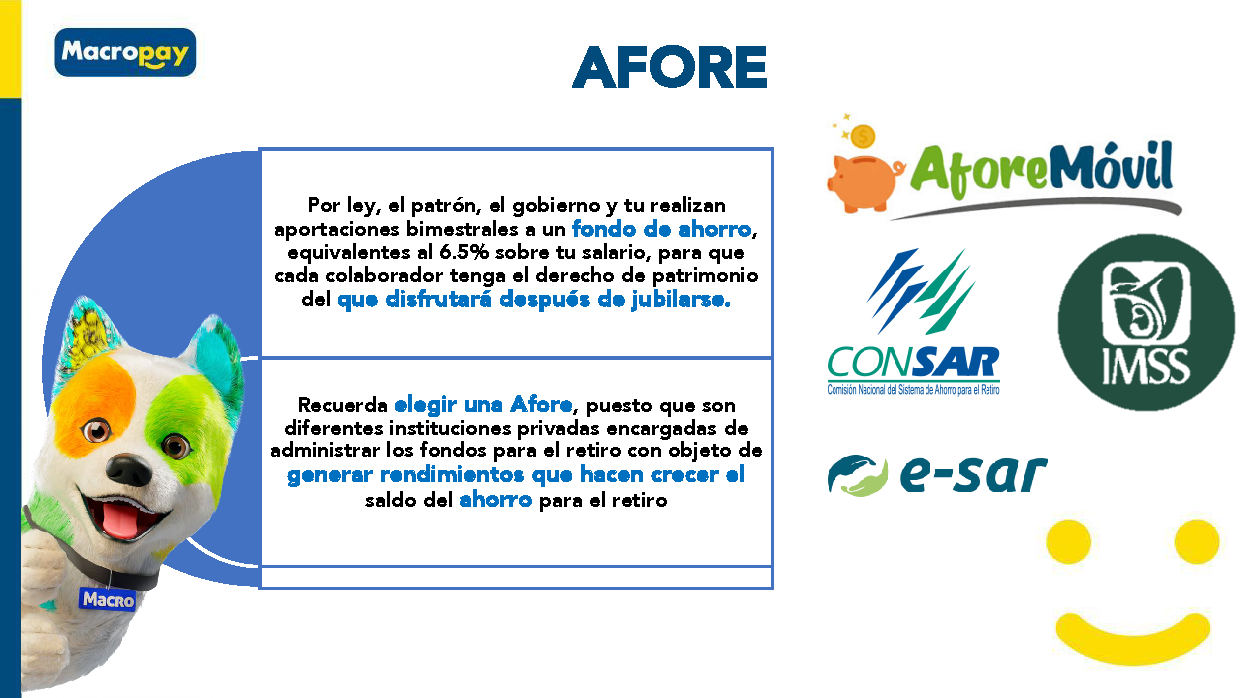 Macropay
AFORE
Por ley, el patrón, el gobierno y tu realizan
aportaciones bimestrales a un fondo de ahorro,
equivalentes al 6.5% sobre tu salario, para que
cada colaborador tenga el derecho de patrimonio
del que disfrutará después de jubilarse.
Recuerda elegir una Afore, puesto que son
diferentes instituciones privadas encargadas de
administrar los fondos para el retiro con objeto de
generar rendimientos que hacen crecer el
saldo del ahorro para el retiro
MACRO
$
AforeMóvil
CONSAR
Comisión Nacional del Sistema de Ahorro para el Retiro
IMSS
e-sar